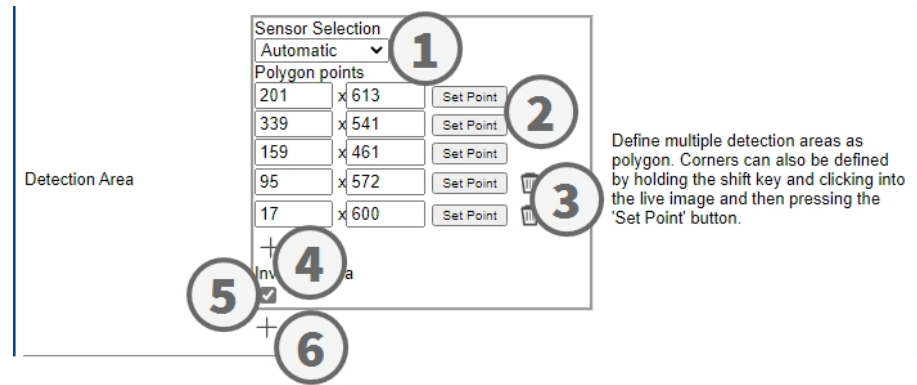 Sensor Selection
Automatic
1
Polygon points
201 x 613 Set Point
2
339 x 541 Set Point
159 x 461 Set Point
95 x 572 Set Point
3
17 x 600 Set Point
+ 4
5
+ 6
Detection Area
Define multiple detection areas as
polygon. Corners can also be defined
by holding the shift key and clicking into
the live image and then pressing the
'Set Point' button.